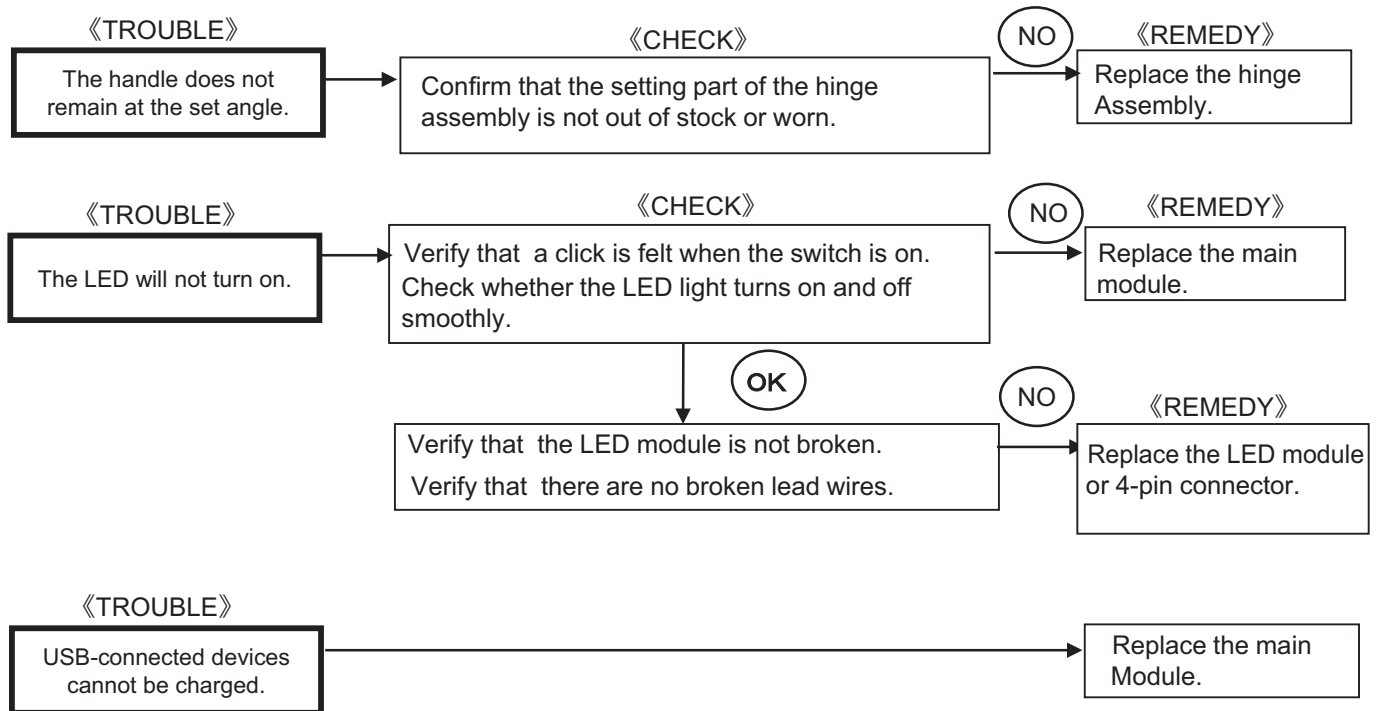 《TROUBLE》
The handle does not
remain at the set angle.
《CHECK》
Confirm that the setting part of the hinge
assembly is not out of stock or worn.
NO
《REMEDY》
Replace the hinge
Assembly.
《TROUBLE》
The LED will not turn on.
《CHECK》
Verify that a click is felt when the switch is on.
Check whether the LED light turns on and off
smoothly.
NO
《REMEDY》
Replace the main
module.
OK
Verify that the LED module is not broken.
Verify that there are no broken lead wires.
NO
《REMEDY》
Replace the LED module
or 4-pin connector.
《TROUBLE》
USB-connected devices
cannot be charged.
Replace the main
Module.